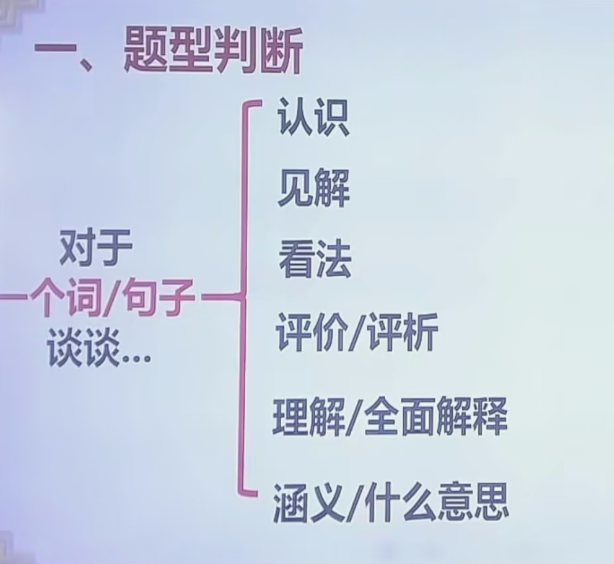 一、题型判断
对于
一个词/句子
谈谈...
认识
见解
看法
评价/评析
理解/全面解释
涵义/什么意思